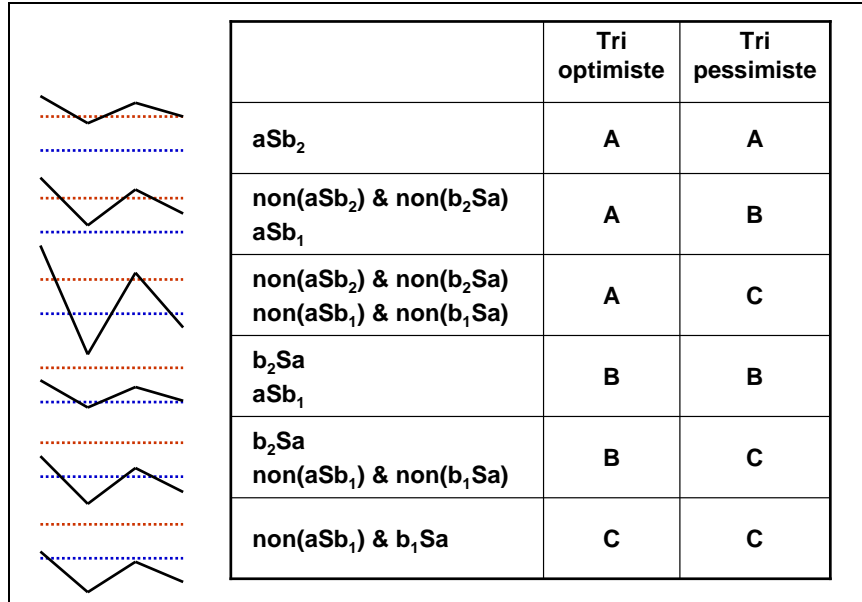 Tri optimiste
Tri pessimiste
aSb₂ A A
non(aSb₂) & non(b₂Sa)
aSb₁ A B
non(aSb₂) & non(b₂Sa)
non(aSb₁) & non(b₁Sa) A C
b₂Sa
aSb₁ B B
b₂Sa
non(aSb₁) & non(b₁Sa) B C
non(aSb₁) & b₁Sa C C